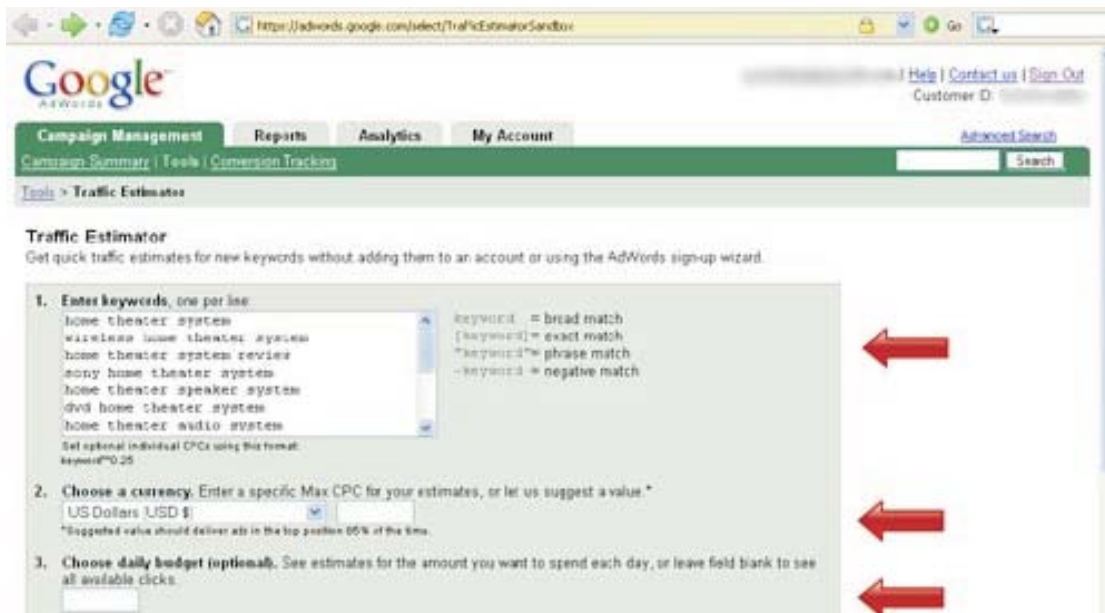 https://adwords.google.com/select/TrafficEstimatorSandbox
Go
Google
AdWords
| Help | Contact us | Sign Out
Customer ID:
Campaign Management Reports Analytics My Account
Advanced Search
Campaign Summary | Tools | Conversion Tracking
Search
Tools > Traffic Estimator
Traffic Estimator
Get quick traffic estimates for new keywords without adding them to an account or using the AdWords sign-up wizard.
1. Enter keywords, one per line:
home theater system
wireless home theater system
home theater system review
sony home theater system
home theater speaker system
dvd home theater system
home theater audio system
keyword = broad match
[keyword] = exact match
"keyword" = phrase match
-keyword = negative match
Set optional individual CPCs using this format:
keyword**0.25
2. Choose a currency. Enter a specific Max CPC for your estimates, or let us suggest a value.*
US Dollars (USD $)
*Suggested value should deliver ads in the top position 85% of the time.
3. Choose daily budget (optional). See estimates for the amount you want to spend each day, or leave field blank to see
all available clicks.